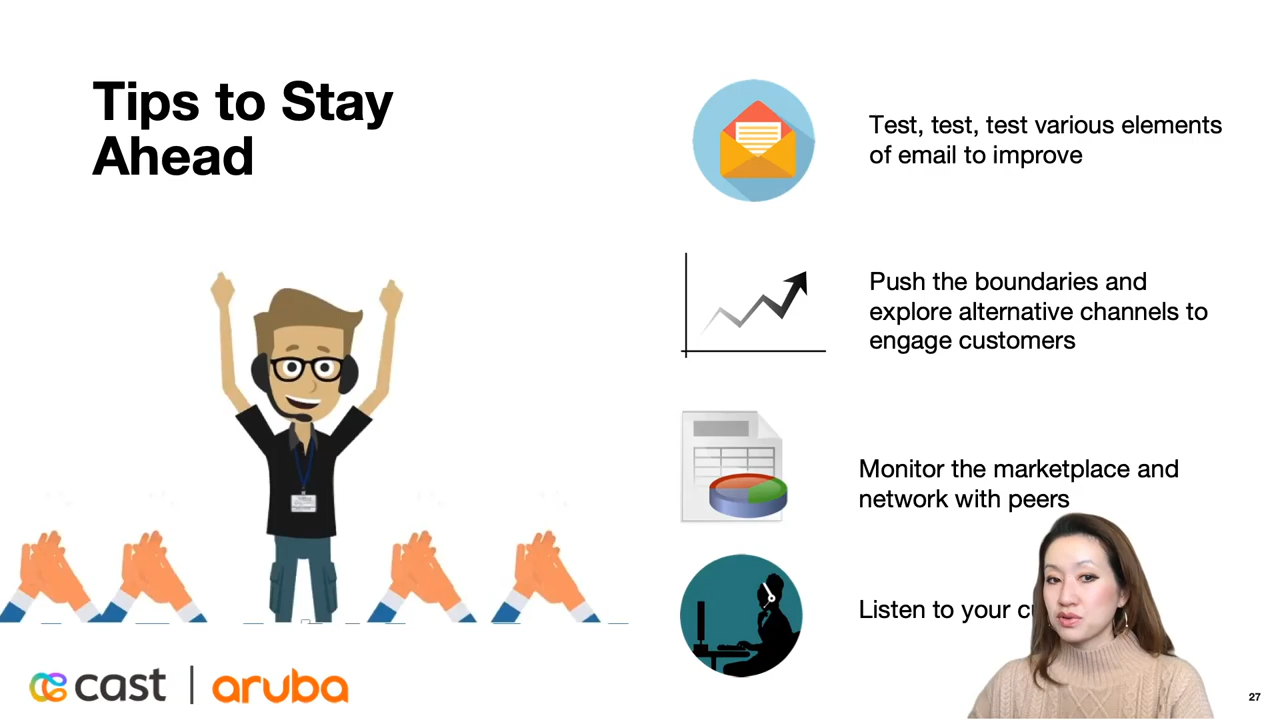 Tips to Stay
Ahead
Test, test, test various elements
of email to improve
Push the boundaries and
explore alternative channels to
engage customers
Monitor the marketplace and
network with peers
Listen to your
cast | aruba
27